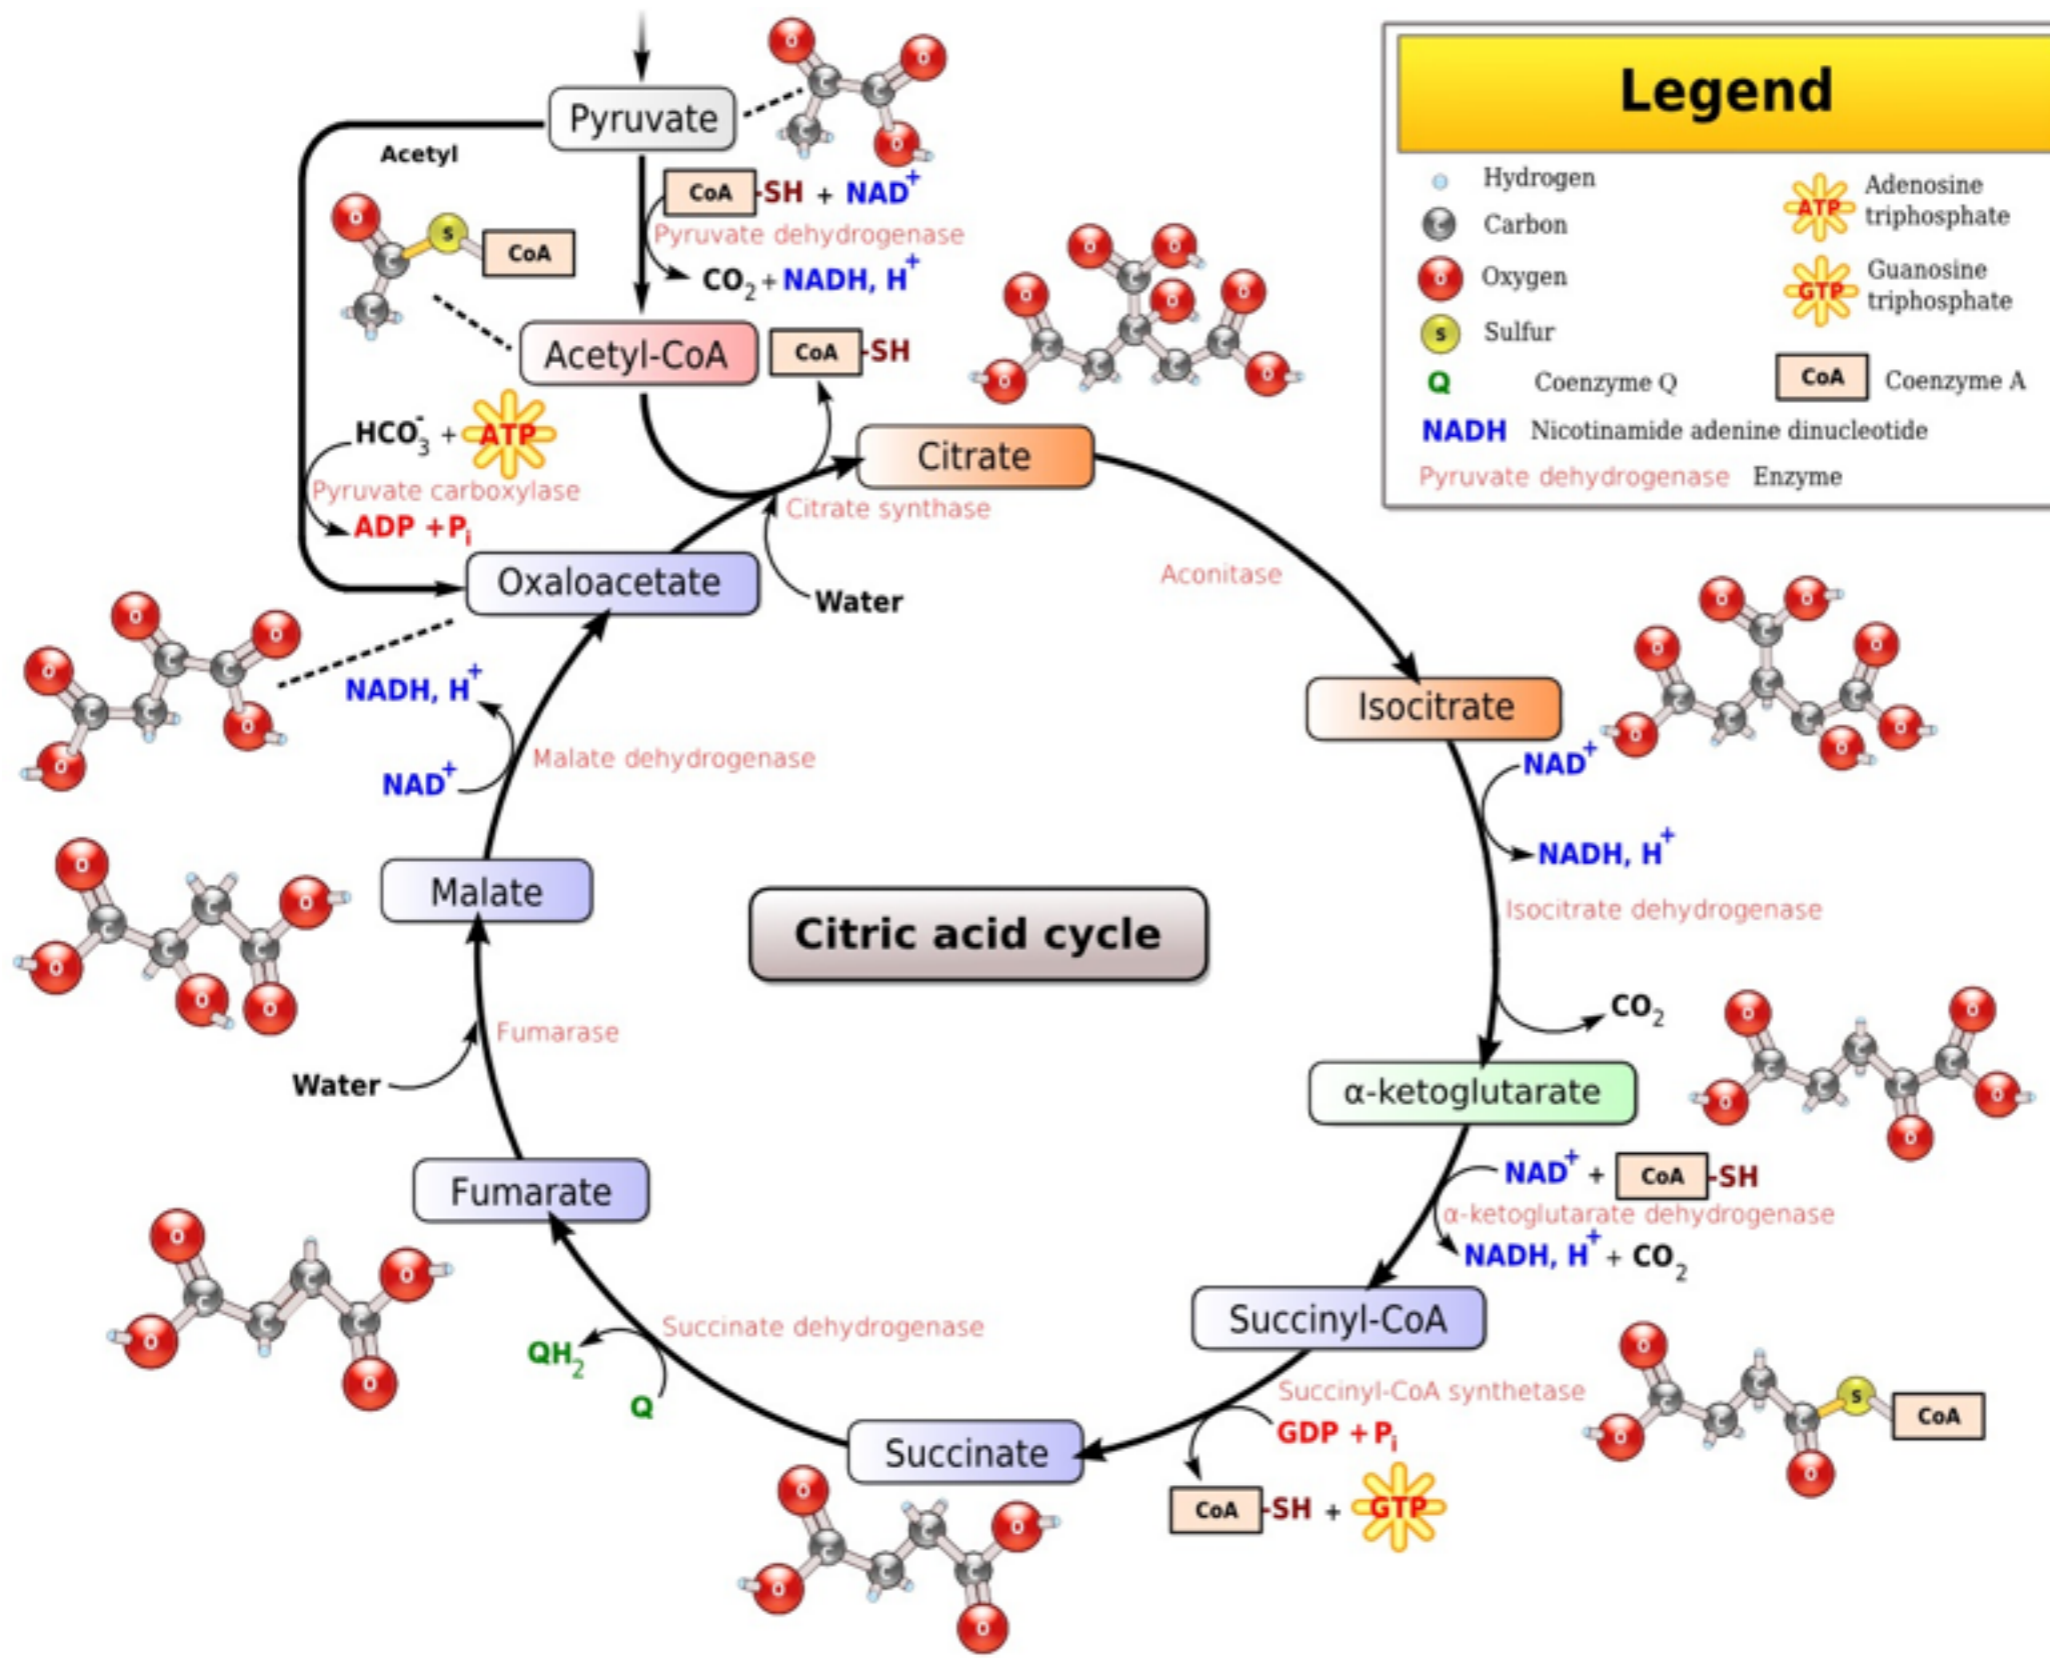 Pyruvate
Acetyl
CoA -SH + NAD+
Pyruvate dehydrogenase
CO2 + NADH, H+
S CoA
Acetyl-CoA
CoA -SH
HCO3- + ATP
Pyruvate carboxylase
ADP + Pi
Citrate
Citrate synthase
Oxaloacetate
Water
Aconitase
Isocitrate
NAD+
NADH, H+
Isocitrate dehydrogenase
CO2
α-ketoglutarate
NAD+ + CoA -SH
α-ketoglutarate dehydrogenase
NADH, H+ + CO2
Succinyl-CoA
S CoA
Succinyl-CoA synthetase
GDP + Pi
CoA -SH + GTP
Succinate
Succinate dehydrogenase
QH2
Q
Fumarate
Fumarase
Water
Malate
NADH, H+
NAD+
Malate dehydrogenase
Citric acid cycle
Legend
Hydrogen
C Carbon
O Oxygen
S Sulfur
Q Coenzyme Q
ATP Adenosine
triphosphate
GTP Guanosine
triphosphate
CoA Coenzyme A
NADH Nicotinamide adenine dinucleotide
Pyruvate dehydrogenase Enzyme